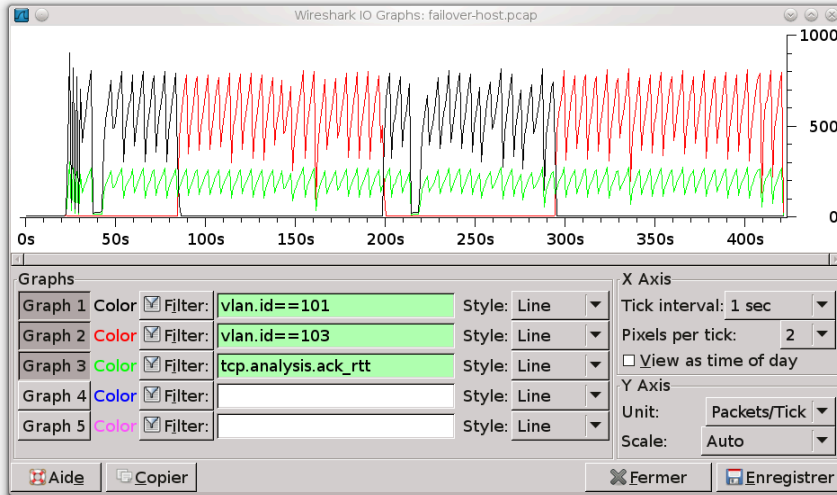 Wireshark IO Graphs: failover-host.pcap
1000
500
0
0s 50s 100s 150s 200s 250s 300s 350s 400s
Graphs
Graph 1 Color Filter: vlan.id==101 Style: Line
Graph 2 Color Filter: vlan.id==103 Style: Line
Graph 3 Color Filter: tcp.analysis.ack_rtt Style: Line
Graph 4 Color Filter: Style: Line
Graph 5 Color Filter: Style: Line
X Axis
Tick interval: 1 sec
Pixels per tick: 2
View as time of day
Y Axis
Unit: Packets/Tick
Scale: Auto
Aide Copier Fermer Enregistrer